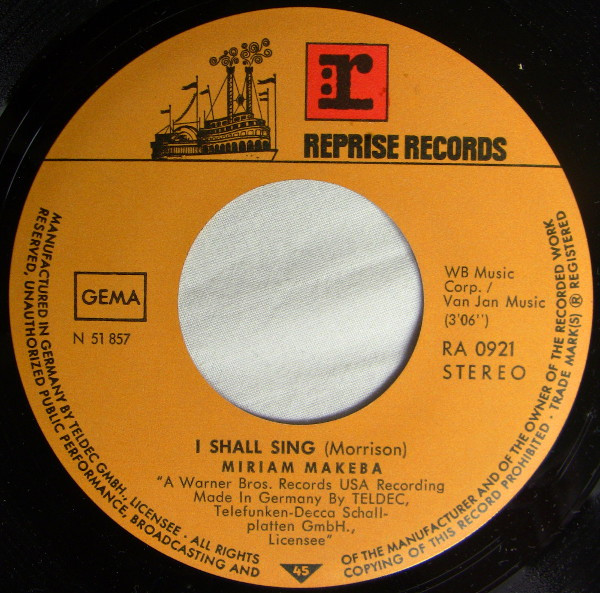 r
REPRISE RECORDS
GEMA
N 51 857
WB Music
Corp. /
Van Jan Music
(3'06'')
RA 0921
STEREO
I SHALL SING (Morrison)
MIRIAM MAKEBA
"A Warner Bros. Records USA Recording
Made In Germany By TELDEC,
Telefunken-Decca Schall-
platten GmbH.,
Licensee"
45
MANUFACTURED IN GERMANY BY TELDEC GMBH., LICENSEE · ALL RIGHTS
RESERVED, UNAUTHORIZED PUBLIC PERFORMANCE, BROADCASTING AND
COPYING OF THIS RECORD PROHIBITED · TRADE MARK(S) ® REGISTERED
OF THE MANUFACTURER AND OF THE OWNER OF THE RECORDED WORK